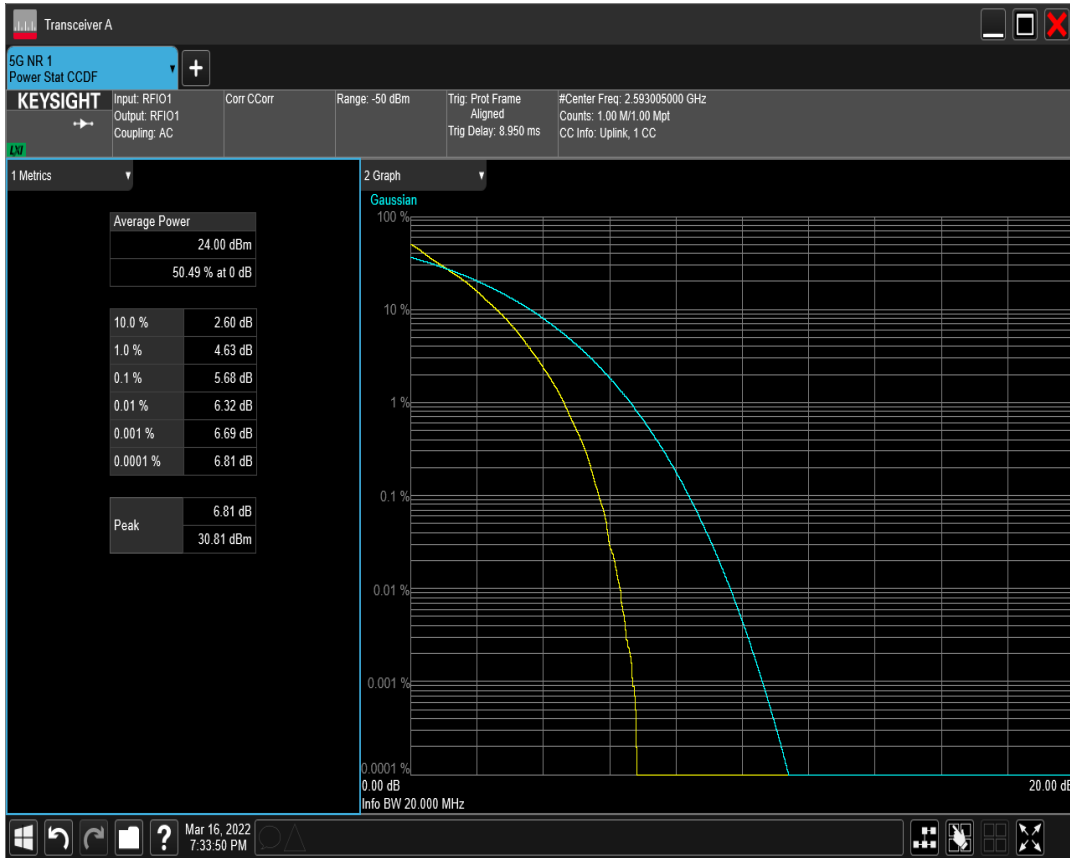 Transceiver A
5G NR 1
Power Stat CCDF
KEYSIGHT
LXI
Input: RFIO1
Output: RFIO1
Coupling: AC
Corr CCorr
Range: -50 dBm
Trig: Prot Frame
Aligned
Trig Delay: 8.950 ms
#Center Freq: 2.593005000 GHz
Counts: 1.00 M/1.00 Mpt
CC Info: Uplink, 1 CC
1 Metrics
Average Power
24.00 dBm
50.49 % at 0 dB
10.0 % 2.60 dB
1.0 % 4.63 dB
0.1 % 5.68 dB
0.01 % 6.32 dB
0.001 % 6.69 dB
0.0001 % 6.81 dB
Peak
6.81 dB
30.81 dBm
2 Graph
Gaussian
100 %
10 %
1 %
0.1 %
0.01 %
0.001 %
0.0001 %
0.00 dB 20.00 dB
Info BW 20.000 MHz
? Mar 16, 2022
7:33:50 PM